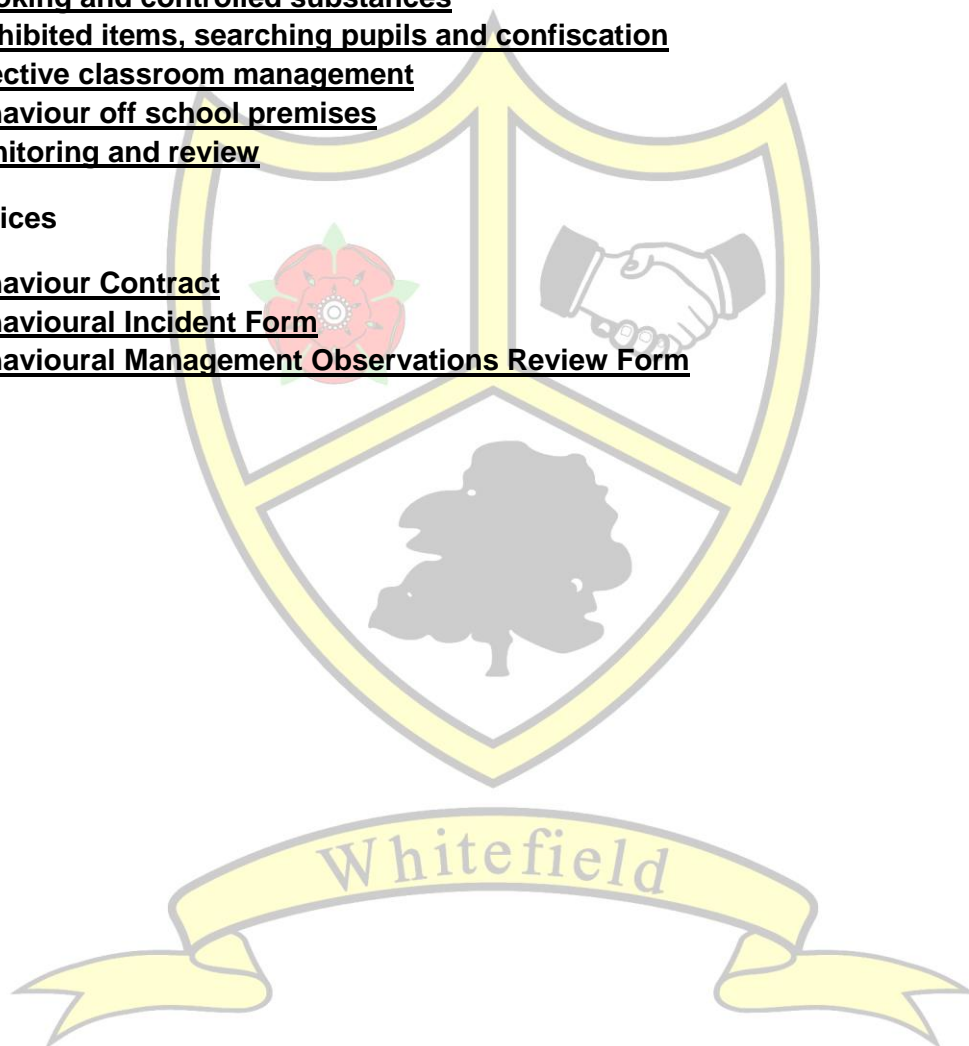 oking and controlled substances
hibited items, searching pupils and confiscation
ective classroom management
haviour off school premises
nitoring and review
ices
haviour Contract
havioural Incident Form
havioural Management Observations Review Form
Whitefield